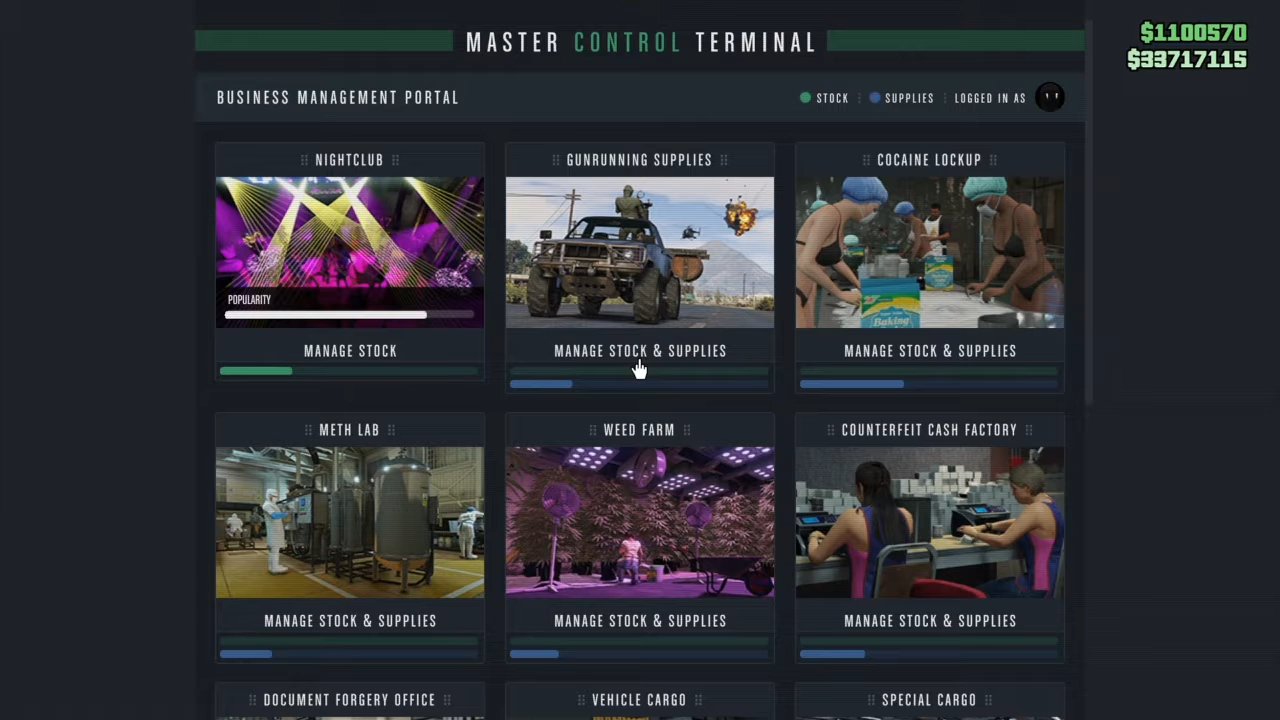 $1100570
$33717115
MASTER CONTROL TERMINAL
BUSINESS MANAGEMENT PORTAL
STOCK
SUPPLIES
LOGGED IN AS
NIGHTCLUB
GUNRUNNING SUPPLIES
COCAINE LOCKUP
POPULARITY
Baking
MANAGE STOCK
MANAGE STOCK & SUPPLIES
MANAGE STOCK & SUPPLIES
METH LAB
WEED FARM
COUNTERFEIT CASH FACTORY
MANAGE STOCK & SUPPLIES
MANAGE STOCK & SUPPLIES
MANAGE STOCK & SUPPLIES
DOCUMENT FORGERY OFFICE
VEHICLE CARGO
SPECIAL CARGO